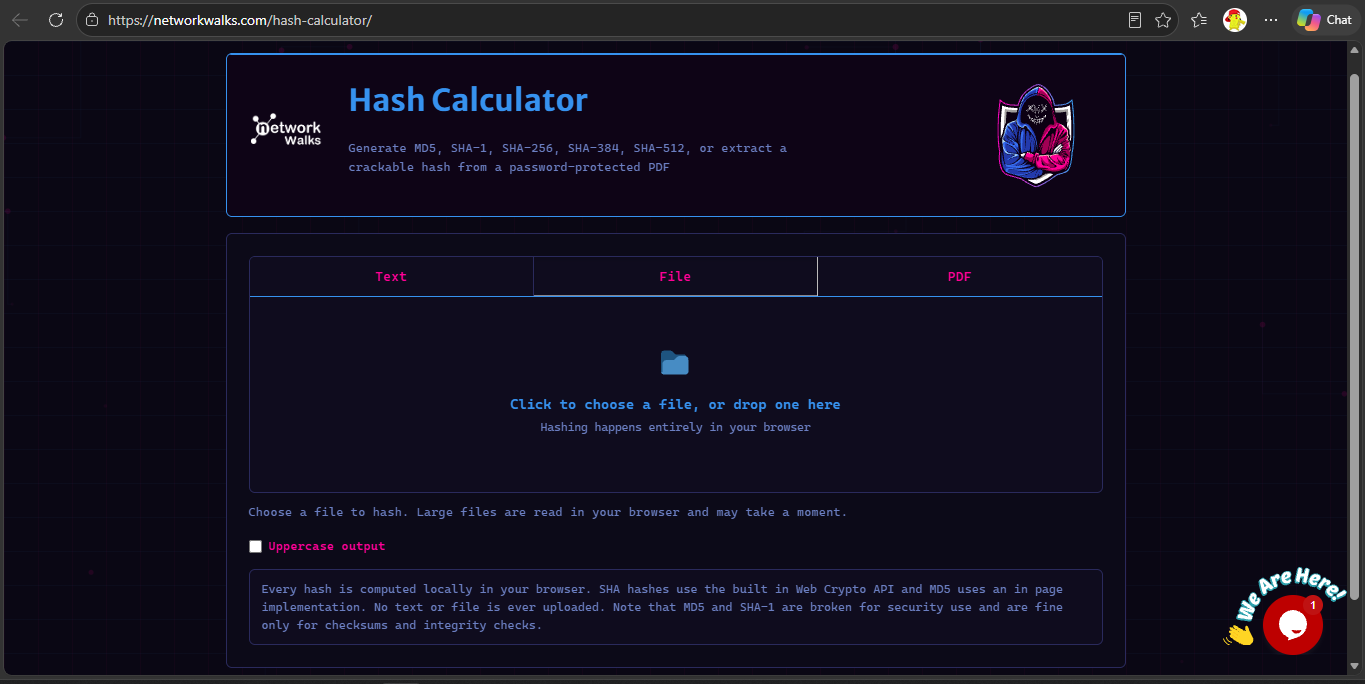 https://networkwalks.com/hash-calculator/
Chat
network
Walks
Hash Calculator
Generate MD5, SHA-1, SHA-256, SHA-384, SHA-512, or extract a
crackable hash from a password-protected PDF
Text
File
PDF
Click to choose a file, or drop one here
Hashing happens entirely in your browser
Choose a file to hash. Large files are read in your browser and may take a moment.
Uppercase output
Every hash is computed locally in your browser. SHA hashes use the built in Web Crypto API and MD5 uses an in page
implementation. No text or file is ever uploaded. Note that MD5 and SHA-1 are broken for security use and are fine
only for checksums and integrity checks.
We Are Here!
1